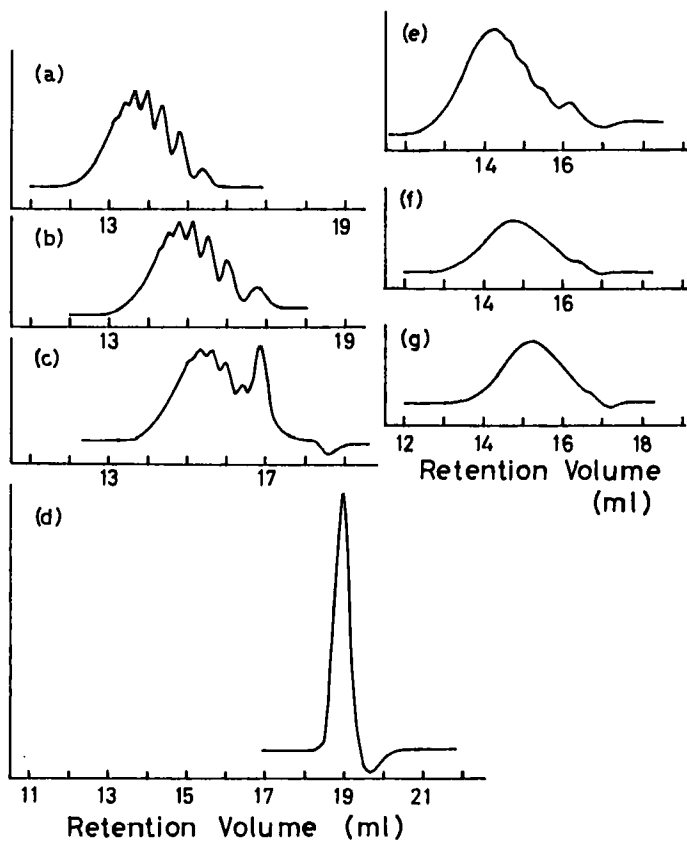 (a)
13 19
(b)
13 19
(c)
13 17
(d)
11 13 15 17 19 21
Retention Volume (ml)
(e)
14 16
(f)
14 16
(g)
12 14 16 18
Retention Volume
(ml)